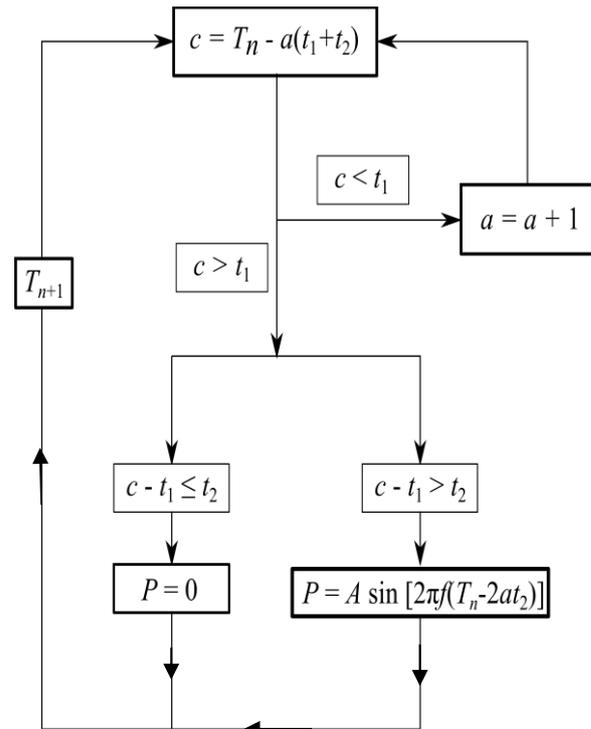 c = Tn - a(t₁+t₂)
c < t₁
a = a + 1
c > t₁
Tn+1
c - t₁ ≤ t₂
c - t₁ > t₂
P = 0
P = A sin [2πf(Tn-2at₂)]